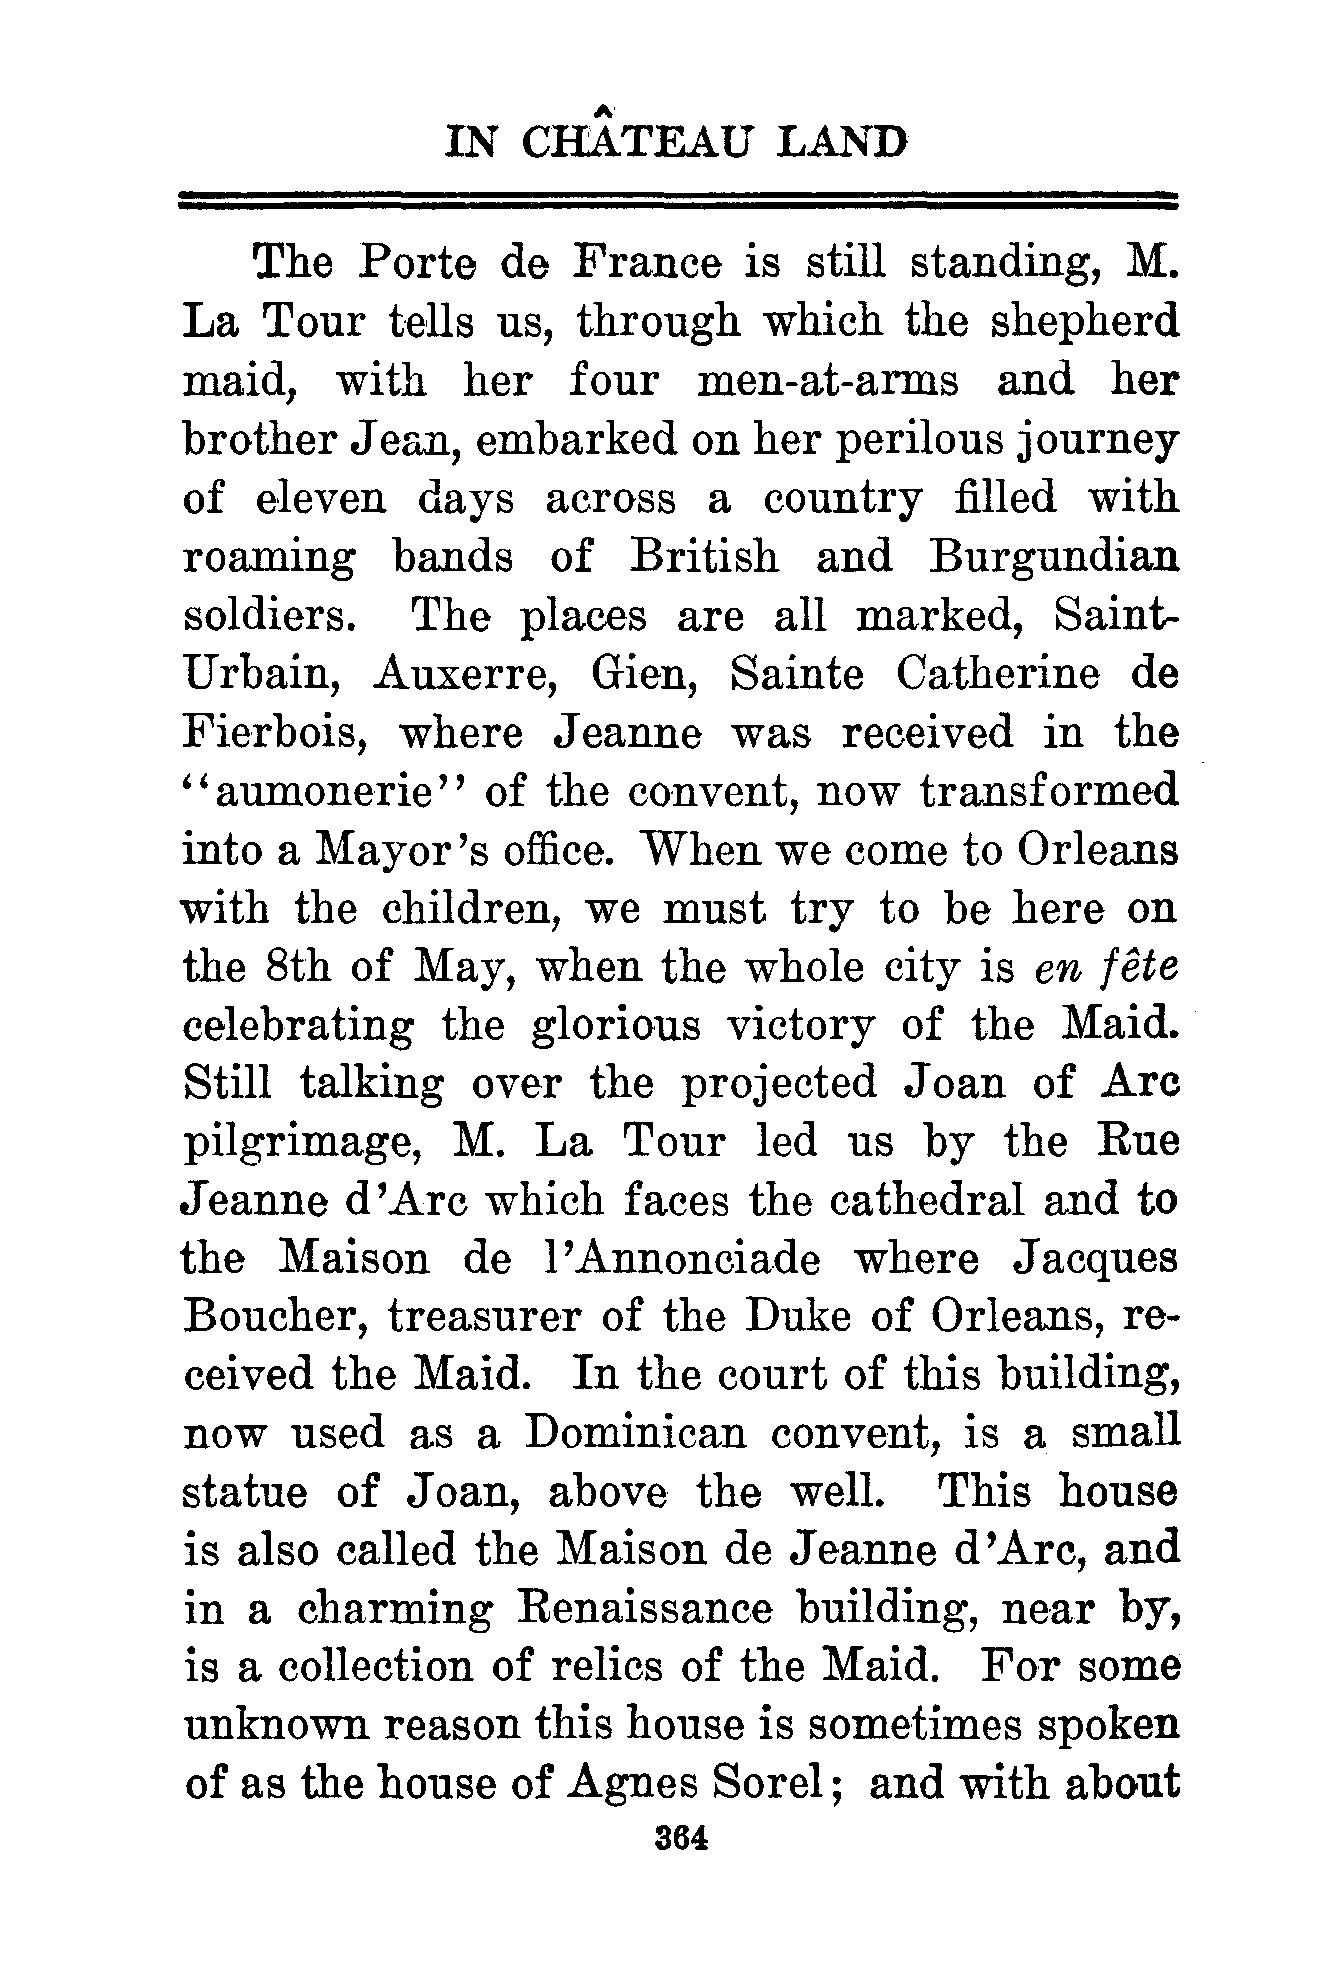 IN CHÂTEAU LAND
The Porte de France is still standing, M.
La Tour tells us, through which the shepherd
maid, with her four men-at-arms and her
brother Jean, embarked on her perilous journey
of eleven days across a country filled with
roaming bands of British and Burgundian
soldiers. The places are all marked, Saint-
Urbain, Auxerre, Gien, Sainte Catherine de
Fierbois, where Jeanne was received in the
“aumonerie” of the convent, now transformed
into a Mayor’s office. When we come to Orleans
with the children, we must try to be here on
the 8th of May, when the whole city is en fête
celebrating the glorious victory of the Maid.
Still talking over the projected Joan of Arc
pilgrimage, M. La Tour led us by the Rue
Jeanne d’Arc which faces the cathedral and to
the Maison de l’Annonciade where Jacques
Boucher, treasurer of the Duke of Orleans, re-
ceived the Maid. In the court of this building,
now used as a Dominican convent, is a small
statue of Joan, above the well. This house
is also called the Maison de Jeanne d’Arc, and
in a charming Renaissance building, near by,
is a collection of relics of the Maid. For some
unknown reason this house is sometimes spoken
of as the house of Agnes Sorel; and with about
364